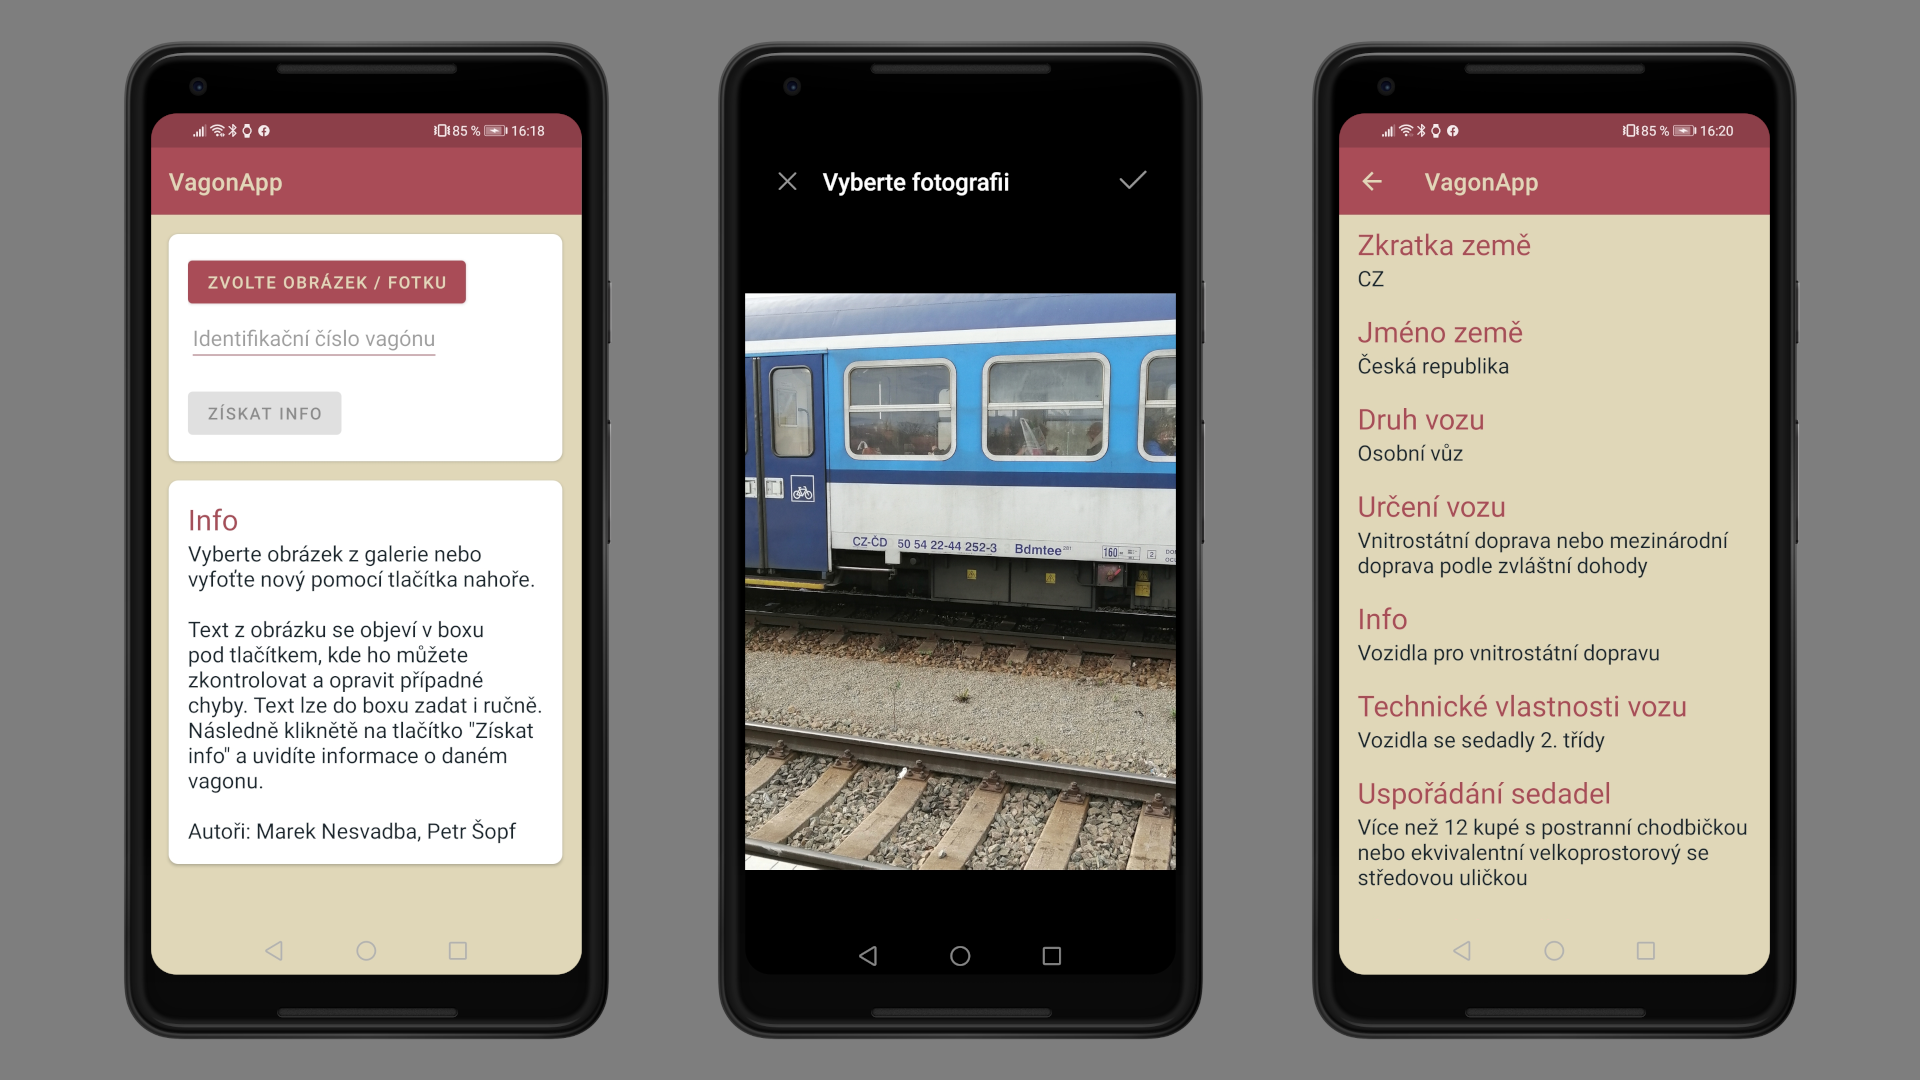 85 % 16:18
VagonApp
ZVOLTE OBRÁZEK / FOTKU
Identifikační číslo vagónu
ZÍSKAT INFO
Info
Vyberte obrázek z galerie nebo
vyfoťte nový pomocí tlačítka nahoře.
Text z obrázku se objeví v boxu
pod tlačítkem, kde ho můžete
zkontrolovat a opravit případné
chyby. Text lze do boxu zadat i ručně.
Následně kliknětě na tlačítko "Získat
info" a uvidíte informace o daném
vagonu.
Autoři: Marek Nesvadba, Petr Šopf
Vyberte fotografii
CZ-ČD 50 54 22-44 252-3 Bdmtee 281
160
2
85 % 16:20
VagonApp
Zkratka země
CZ
Jméno země
Česká republika
Druh vozu
Osobní vůz
Určení vozu
Vnitrostátní doprava nebo mezinárodní
doprava podle zvláštní dohody
Info
Vozidla pro vnitrostátní dopravu
Technické vlastnosti vozu
Vozidla se sedadly 2. třídy
Uspořádání sedadel
Více než 12 kupé s postranní chodbičkou
nebo ekvivalentní velkoprostorový se
středovou uličkou